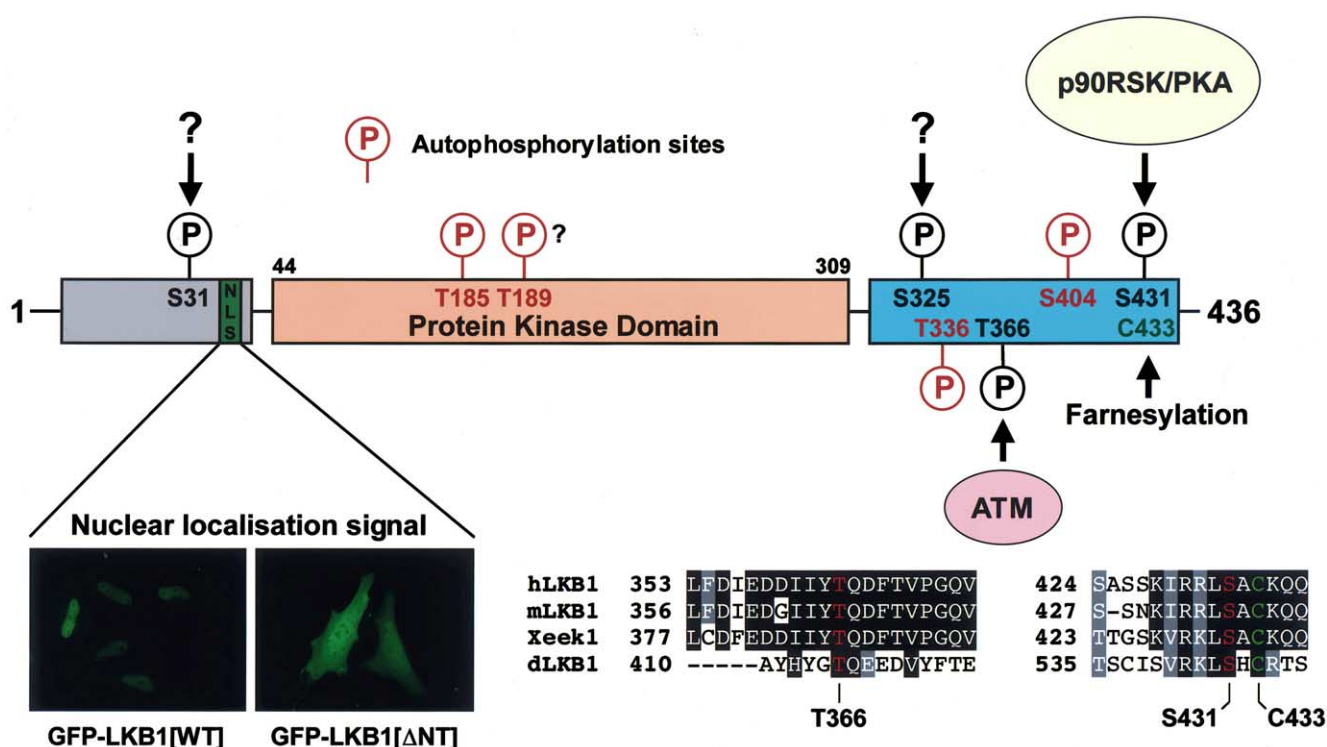 p90RSK/PKA
?
P Autophosphorylation sites
?
P
P
P ?
P
P
P
44
309
1
S31
NLS
T185 T189
Protein Kinase Domain
S325
S404
S431
T336 T366
C433
436
P
P
Farnesylation
ATM
Nuclear localisation signal
GFP-LKB1[WT]
GFP-LKB1[ΔNT]
hLKB1 353 LFDIEDDIIYTQDFTVPGQV 424 SASSKIRRLSACKQQ
mLKB1 356 LFDIEDGIIYTQDFTVPGQV 427 S-SNKIRRLSACKQQ
Xeek1 377 LCDFEDDIIYTQDFTVPGQV 423 TTGSKVRKLSACKQQ
dLKB1 410 -----AYHYGTQEEDVYFTE 535 TSCISVRKLSHCRTS
T366
S431 C433